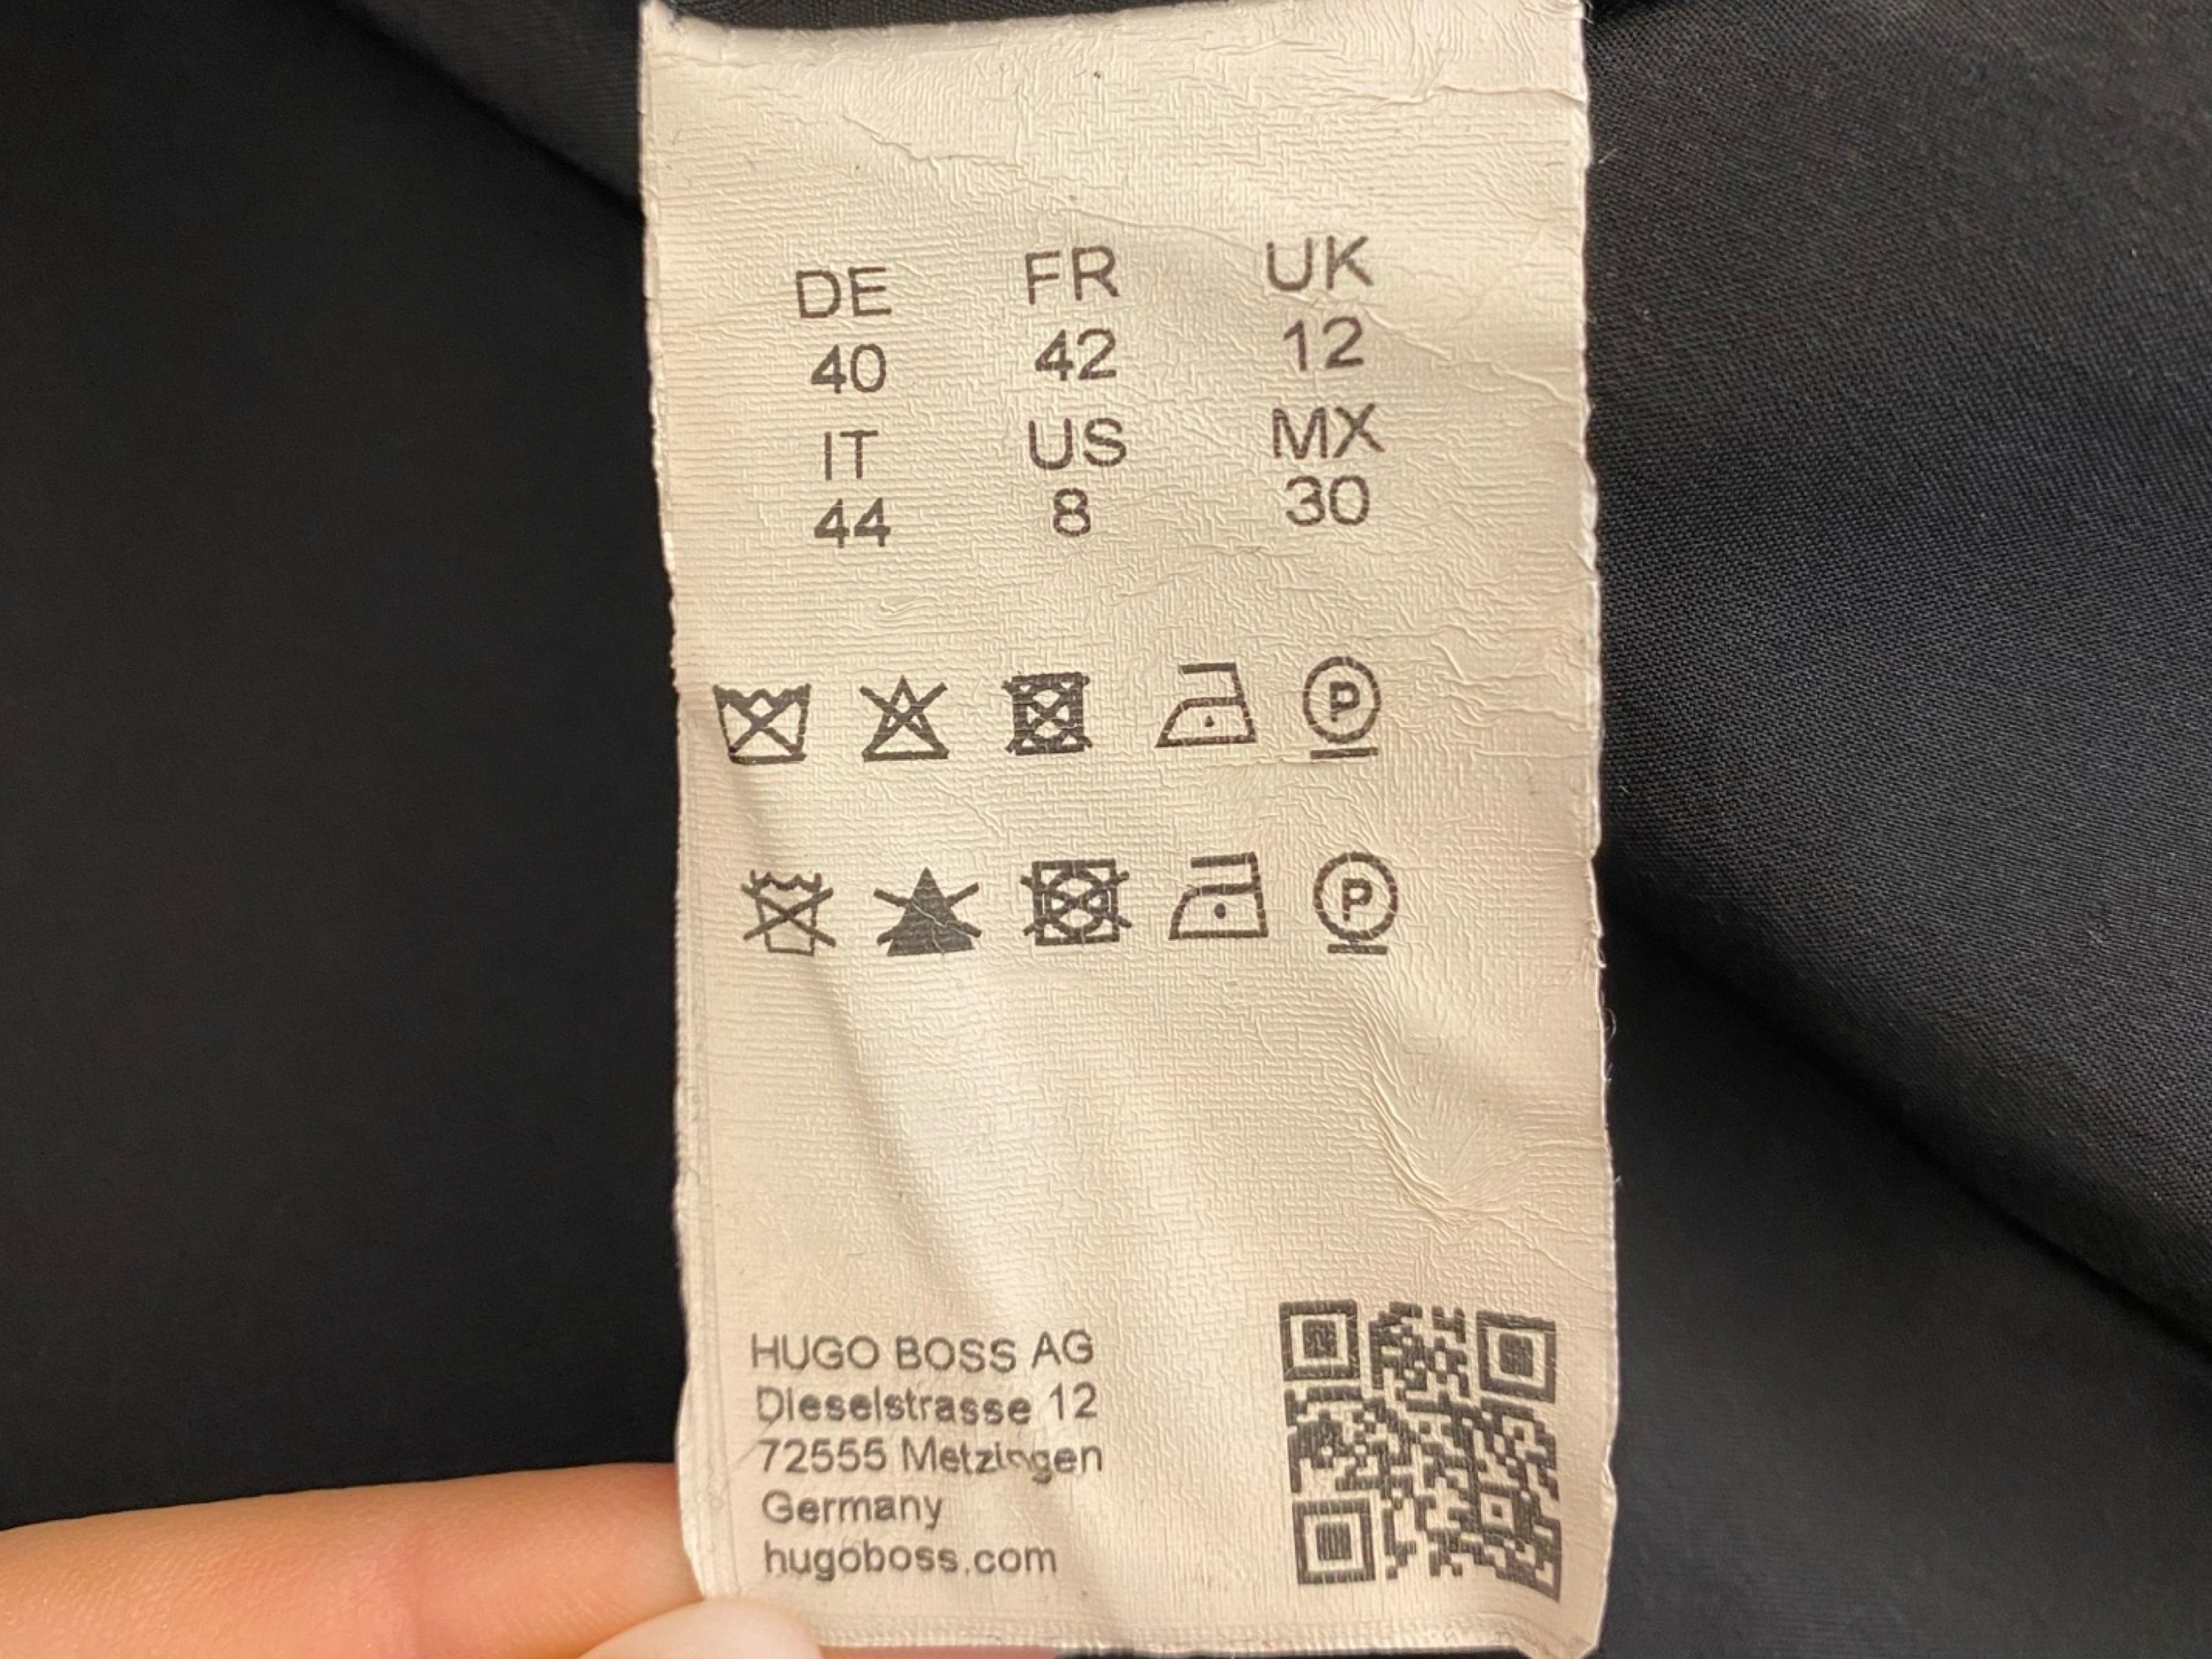 DE FR UK
40 42 12
IT US MX
44 8 30
P
P
HUGO BOSS AG
Dieselstrasse 12
72555 Metzingen
Germany
hugoboss.com